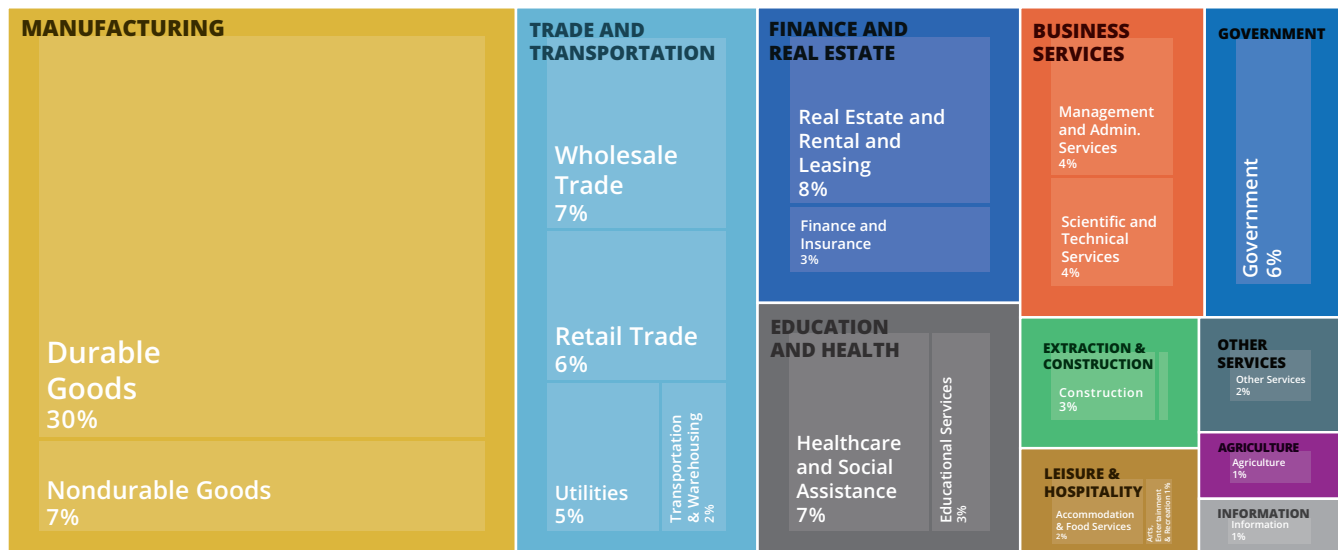 MANUFACTURING
Durable
Goods
30%
Nondurable Goods
7%
TRADE AND
TRANSPORTATION
Wholesale
Trade
7%
Retail Trade
6%
Utilities
5%
Transportation
& Warehousing
2%
FINANCE AND
REAL ESTATE
Real Estate and
Rental and
Leasing
8%
Finance and
Insurance
3%
EDUCATION
AND HEALTH
Healthcare
and Social
Assistance
7%
Educational Services
3%
BUSINESS
SERVICES
Management
and Admin.
Services
4%
Scientific and
Technical
Services
4%
GOVERNMENT
Government
6%
EXTRACTION &
CONSTRUCTION
Construction
3%
OTHER
SERVICES
Other Services
2%
LEISURE &
HOSPITALITY
Accommodation
& Food Services
2%
Arts,
Entertainment
& Recreation 1%
AGRICULTURE
Agriculture
1%
INFORMATION
Information
1%